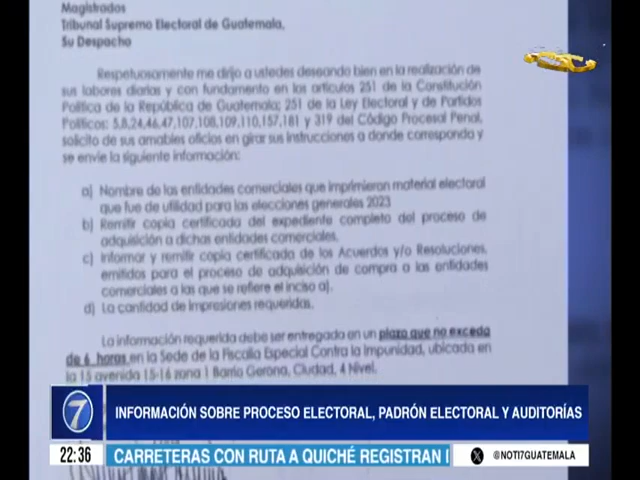 Magistrados
Tribunal Supremo Electoral de Guatemala,
Su Despacho
Respetuosamente me dirijo a ustedes deseando bien en la realización de
sus labores diarias y con fundamento en los artículos 251 de la Constitución
Política de la República de Guatemala; 251 de la Ley Electoral y de Partidos
Políticos; 5,8,24,46,47,107,108,109,110,157,181 y 319 del Código Procesal Penal,
solicito de sus amables oficios en girar sus instrucciones a donde corresponda y
se envíe la siguiente información:
a) Nombre de las entidades comerciales que imprimieron material electoral
que fue de utilidad para las elecciones generales 2023
b) Remitir copia certificada del expediente completo del proceso de
adquisición a dichas entidades comerciales.
c) Informar y remitir copia certificada de los Acuerdos y/o Resoluciones,
emitidos para el proceso de adquisición de compra a las entidades
comerciales a las que se refiere el inciso a).
d) La cantidad de impresiones requeridas.
La información requerida debe ser entregada en un plazo que no exceda
de 6 horas en la Sede de la Fiscalía Especial Contra la Impunidad, ubicada en
la 15 avenida 15-16 zona 1 Barrio Gerona, Ciudad, 4 Nivel.
7 INFORMACIÓN SOBRE PROCESO ELECTORAL, PADRÓN ELECTORAL Y AUDITORÍAS
22:36 CARRETERAS CON RUTA A QUICHÉ REGISTRAN X @NOTI7GUATEMALA